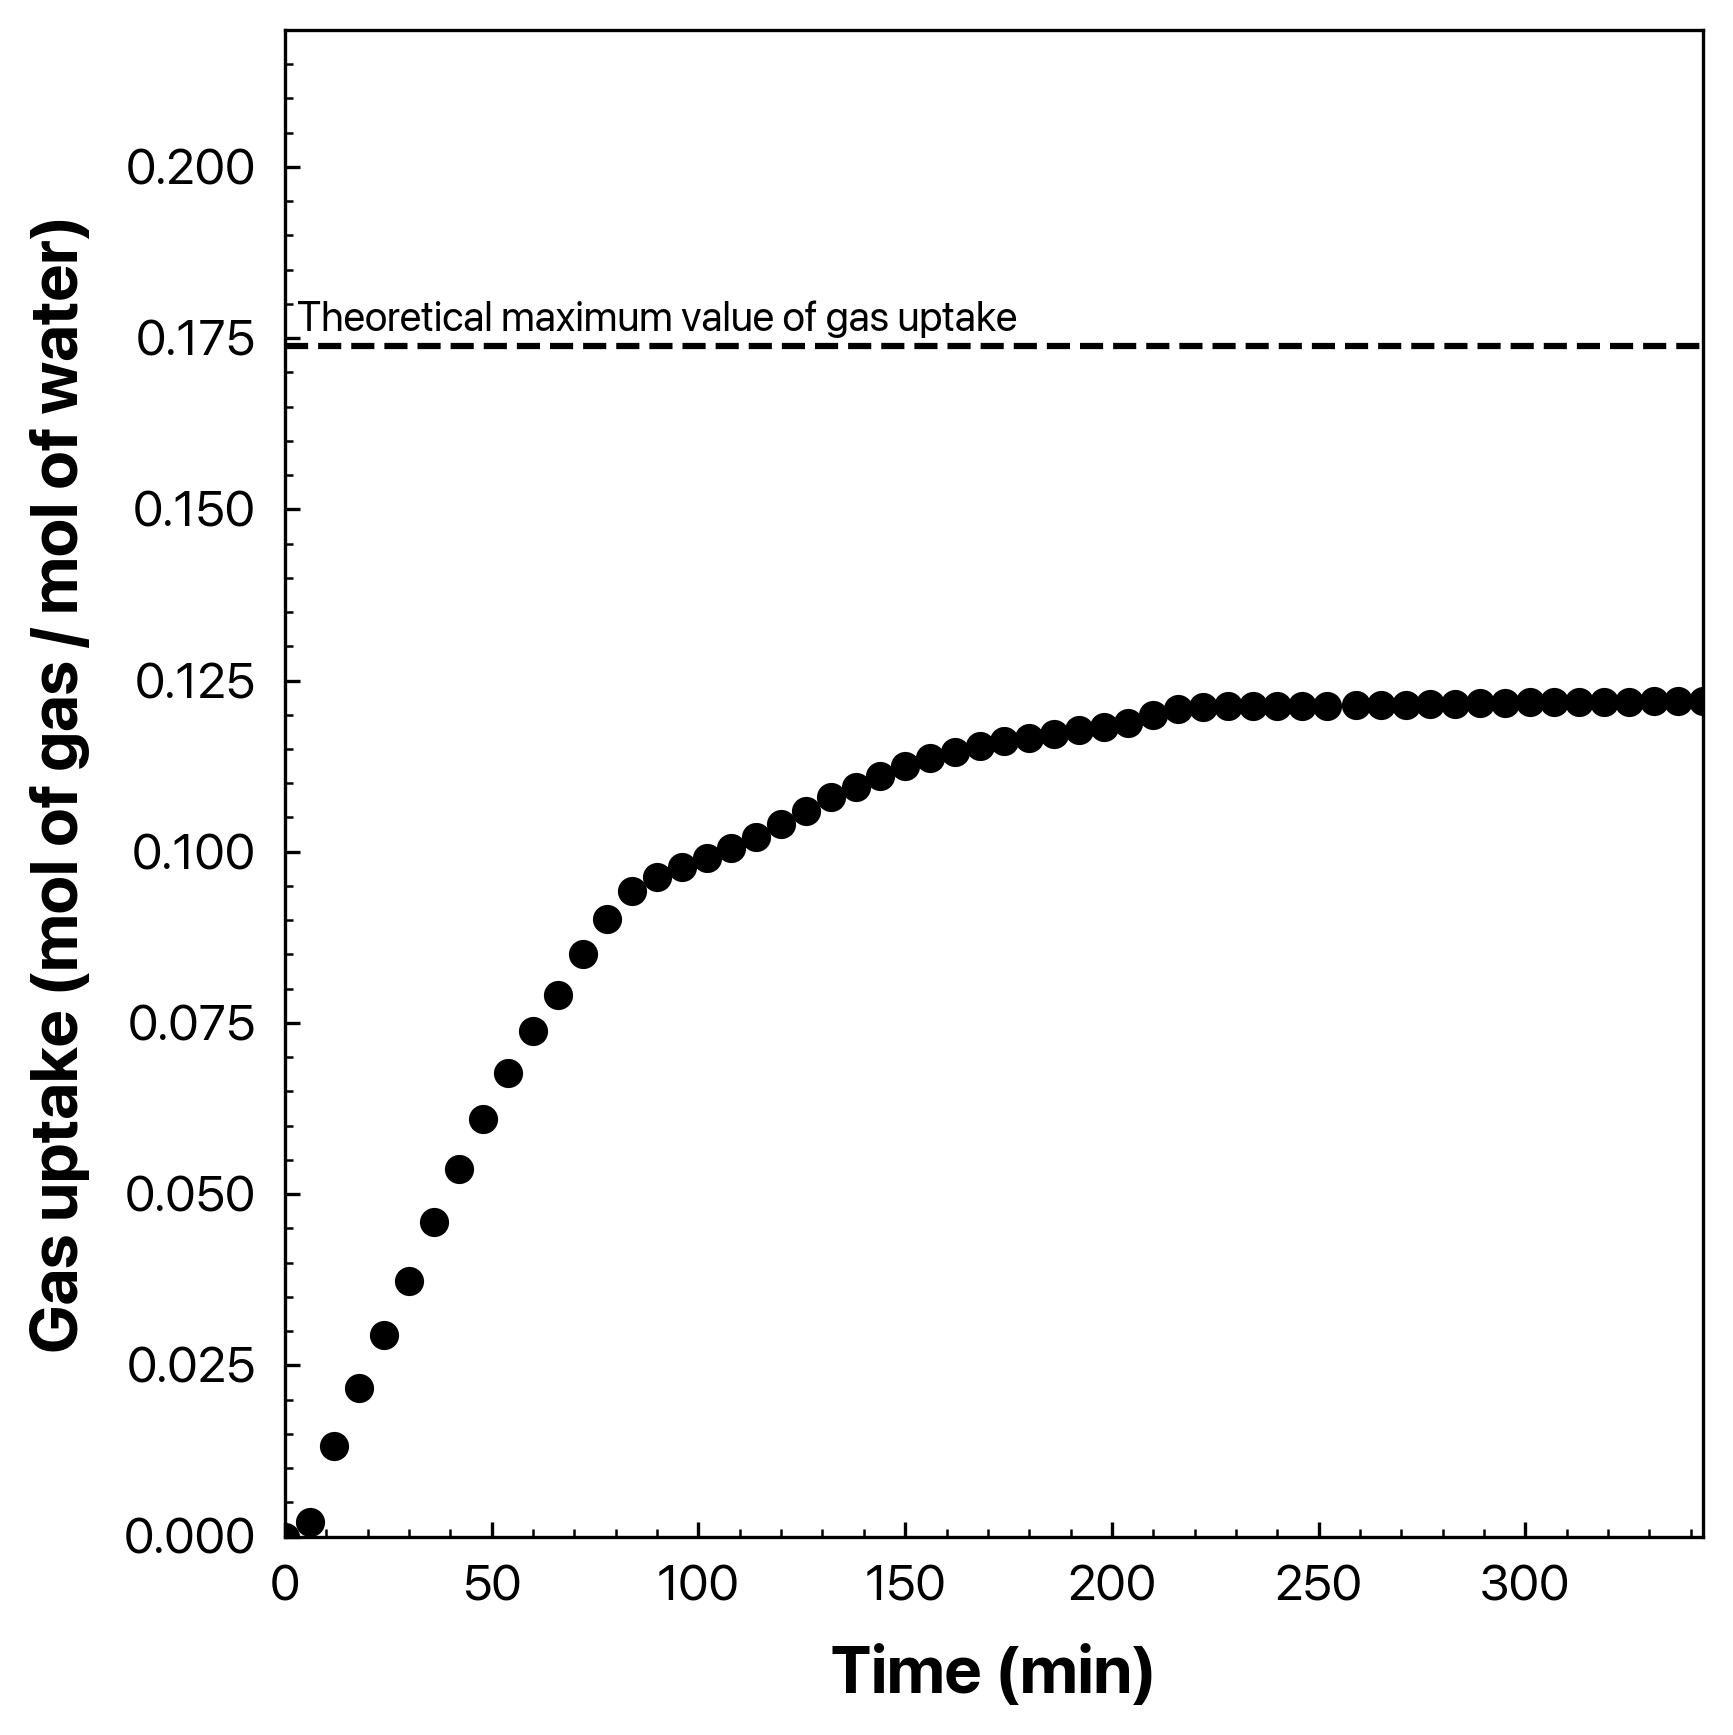 0.200
0.175
0.150
0.125
0.100
0.075
0.050
0.025
0.000
Gas uptake (mol of gas / mol of water)
Theoretical maximum value of gas uptake
0 50 100 150 200 250 300
Time (min)